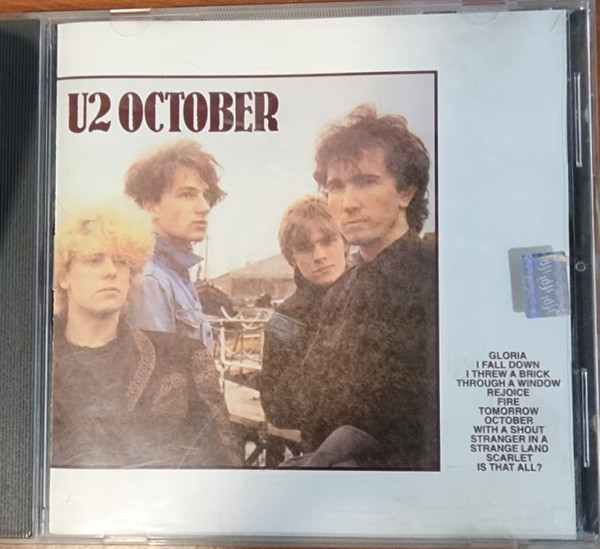 U2 OCTOBER
GLORIA
I FALL DOWN
I THREW A BRICK
THROUGH A WINDOW
REJOICE
FIRE
TOMORROW
OCTOBER
WITH A SHOUT
STRANGER IN A
STRANGE LAND
SCARLET
IS THAT ALL?